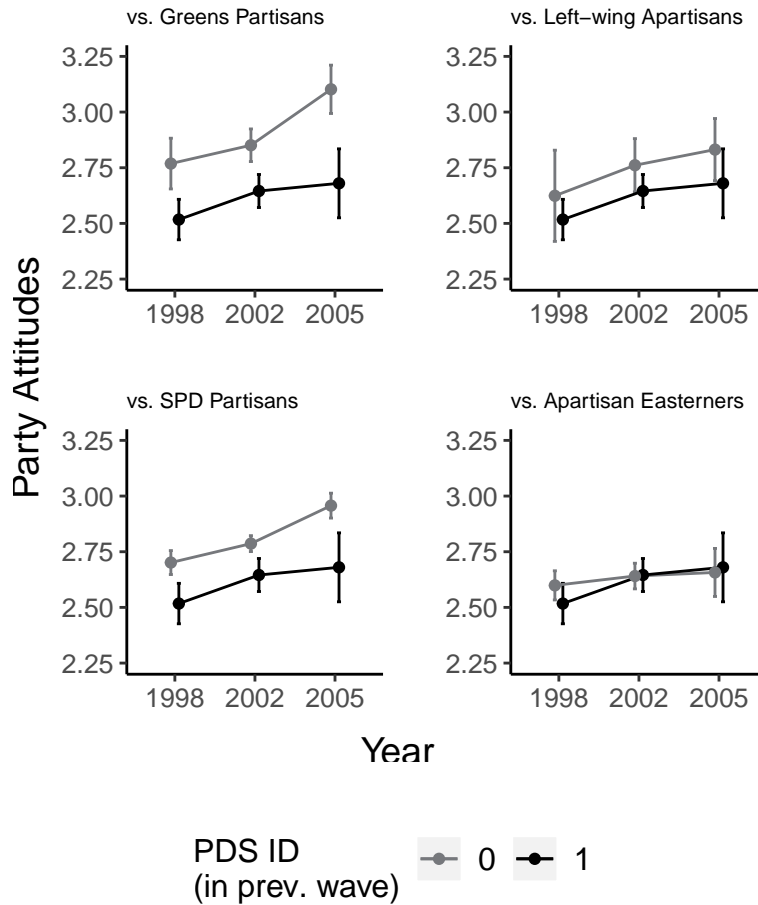 vs. Greens Partisans
vs. Left−wing Apartisans
3.25
3.00
2.75
2.50
2.25
1998 2002 2005
3.25
3.00
2.75
2.50
2.25
1998 2002 2005
Party Attitudes
vs. SPD Partisans
vs. Apartisan Easterners
3.25
3.00
2.75
2.50
2.25
1998 2002 2005
3.25
3.00
2.75
2.50
2.25
1998 2002 2005
Year
PDS ID
(in prev. wave)
0 1